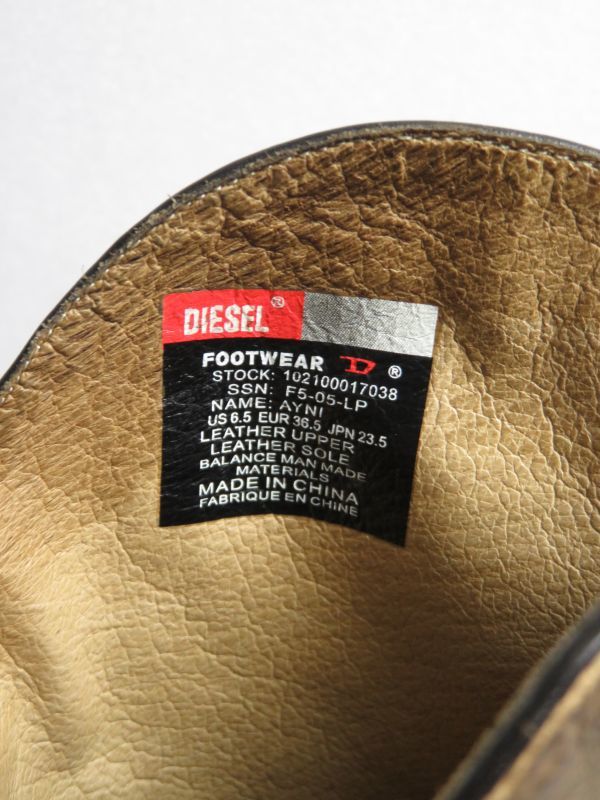 DIESEL®
FOOTWEAR D ®
STOCK: 102100017038
SSN: F5-05-LP
NAME: AYNI
US 6.5 EUR 36.5 JPN 23.5
LEATHER UPPER
LEATHER SOLE
BALANCE MAN MADE
MATERIALS
MADE IN CHINA
FABRIQUE EN CHINE